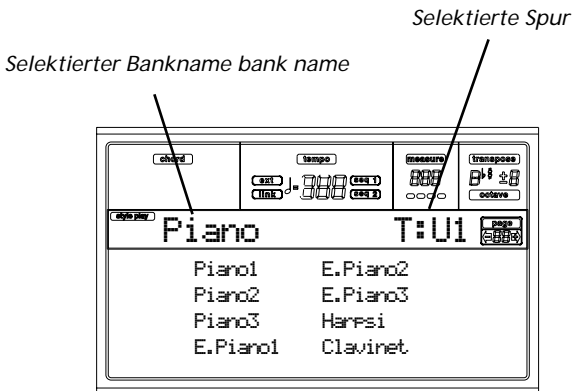 Selektierte Spur
Selektierter Bankname bank name
chord tempo measure transpose
ext seq 1
link seq 2
octave
style play Piano T:U1 page
Piano1 E.Piano2
Piano2 E.Piano3
Piano3 Harpsi
E.Piano1 Clavinet